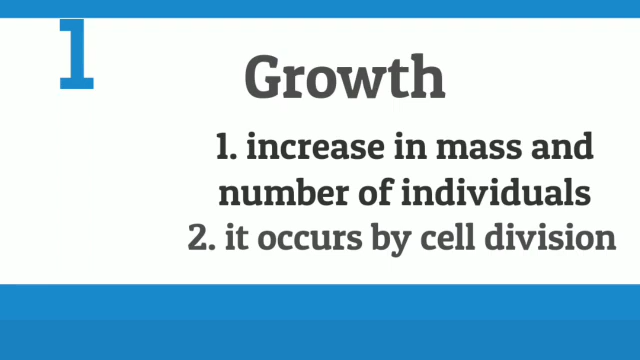 1
Growth
1. increase in mass and
number of individuals
2. it occurs by cell division